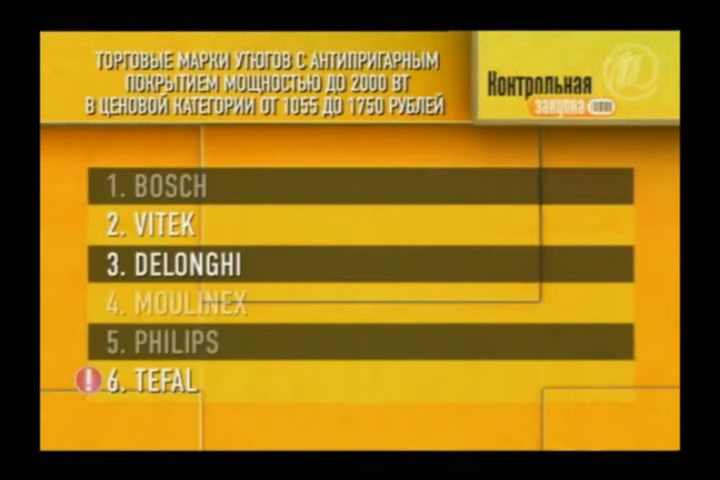 ТОРГОВЫЕ МАРКИ УТЮГОВ С АНТИПРИГАРНЫМ
ПОКРЫТИЕМ МОЩНОСТЬЮ ДО 2000 ВТ
В ЦЕНОВОЙ КАТЕГОРИИ ОТ 1055 ДО 1750 РУБЛЕЙ
Контрольная
закупка
1. BOSCH
2. VITEK
3. DELONGHI
4. MOULINEX
5. PHILIPS
! 6. TEFAL